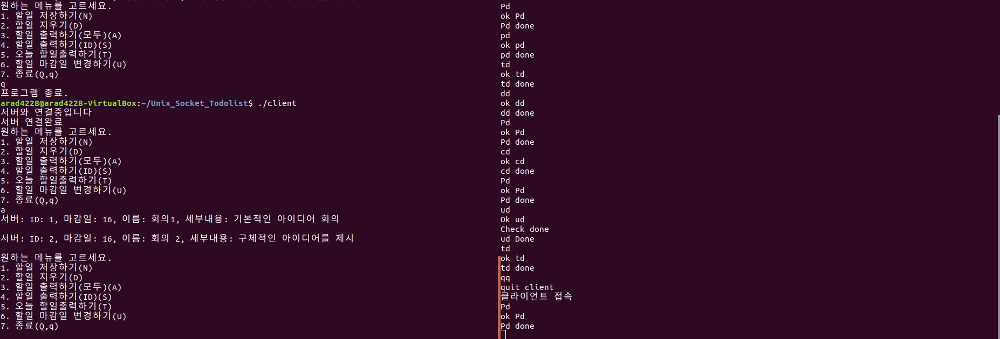 원하는 메뉴를 고르세요.
1. 할일 저장하기(N)
2. 할일 지우기(D)
3. 할일 출력하기(모두)(A)
4. 할일 출력하기(ID)(S)
5. 오늘 할일출력하기(T)
6. 할일 마감일 변경하기(U)
7. 종료(Q,q)
q
프로그램 종료.
arad4228@arad4228-VirtualBox:~/Unix_Socket_Todolist$ ./client
서버와 연결중입니다
서버 연결완료
원하는 메뉴를 고르세요.
1. 할일 저장하기(N)
2. 할일 지우기(D)
3. 할일 출력하기(모두)(A)
4. 할일 출력하기(ID)(S)
5. 오늘 할일출력하기(T)
6. 할일 마감일 변경하기(U)
7. 종료(Q,q)
a
서버: ID: 1, 마감일: 16, 이름: 회의1, 세부내용: 기본적인 아이디어 회의
서버: ID: 2, 마감일: 16, 이름: 회의 2, 세부내용: 구체적인 아이디어를 제시
원하는 메뉴를 고르세요.
1. 할일 저장하기(N)
2. 할일 지우기(D)
3. 할일 출력하기(모두)(A)
4. 할일 출력하기(ID)(S)
5. 오늘 할일출력하기(T)
6. 할일 마감일 변경하기(U)
7. 종료(Q,q)
Pd
ok Pd
Pd done
pd
ok pd
pd done
td
ok td
td done
dd
ok dd
dd done
Pd
ok Pd
Pd done
cd
ok cd
cd done
Pd
ok Pd
Pd done
ud
Ok ud
Check done
ud Done
td
ok td
td done
qq
quit client
클라이언트 접속
Pd
ok Pd
Pd done